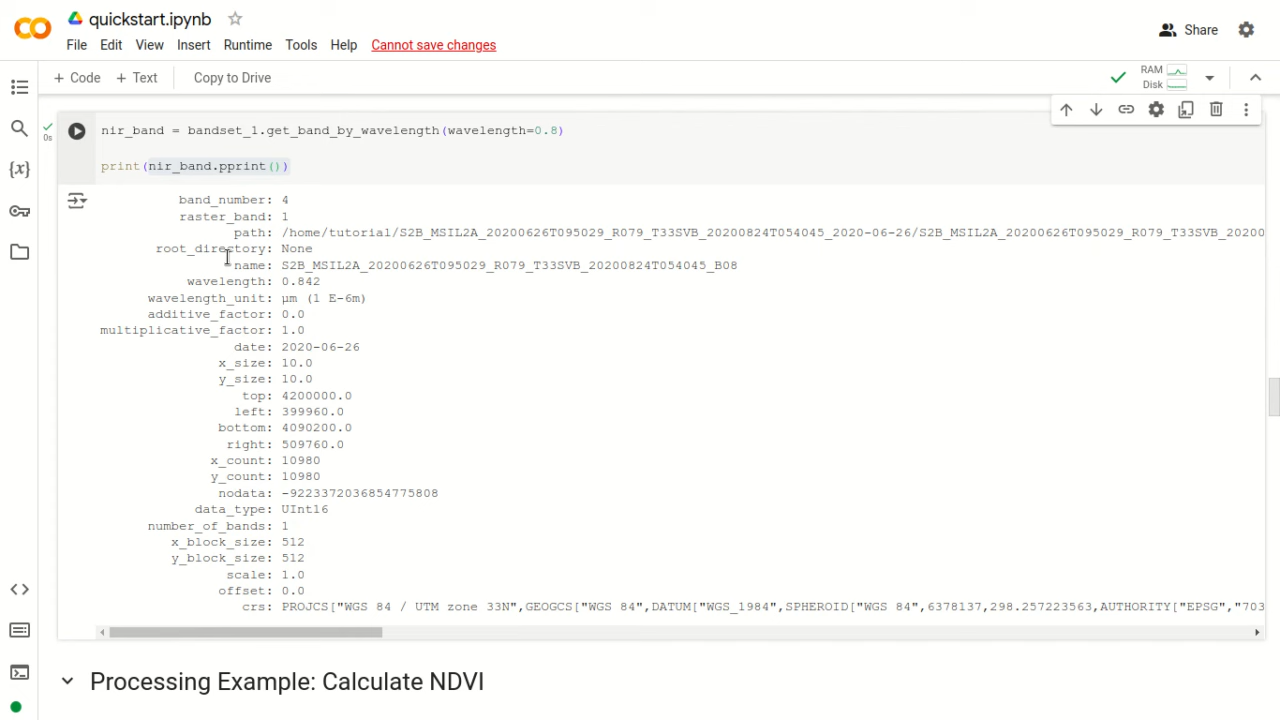 quickstart.ipynb
Share
File Edit View Insert Runtime Tools Help Cannot save changes
+ Code + Text Copy to Drive
RAM
Disk
0s
nir_band = bandset_1.get_band_by_wavelength(wavelength=0.8)
print(nir_band.pprint())
band_number: 4
raster_band: 1
path: /home/tutorial/S2B_MSIL2A_20200626T095029_R079_T33SVB_20200824T054045_2020-06-26/S2B_MSIL2A_20200626T095029_R079_T33SVB_20200
root_directory: None
name: S2B_MSIL2A_20200626T095029_R079_T33SVB_20200824T054045_B08
wavelength: 0.842
wavelength_unit: µm (1 E-6m)
additive_factor: 0.0
multiplicative_factor: 1.0
date: 2020-06-26
x_size: 10.0
y_size: 10.0
top: 4200000.0
left: 399960.0
bottom: 4090200.0
right: 509760.0
x_count: 10980
y_count: 10980
nodata: -9223372036854775808
data_type: UInt16
number_of_bands: 1
x_block_size: 512
y_block_size: 512
scale: 1.0
offset: 0.0
crs: PROJCS["WGS 84 / UTM zone 33N",GEOGCS["WGS 84",DATUM["WGS_1984",SPHEROID["WGS 84",6378137,298.257223563,AUTHORITY["EPSG","703
Processing Example: Calculate NDVI